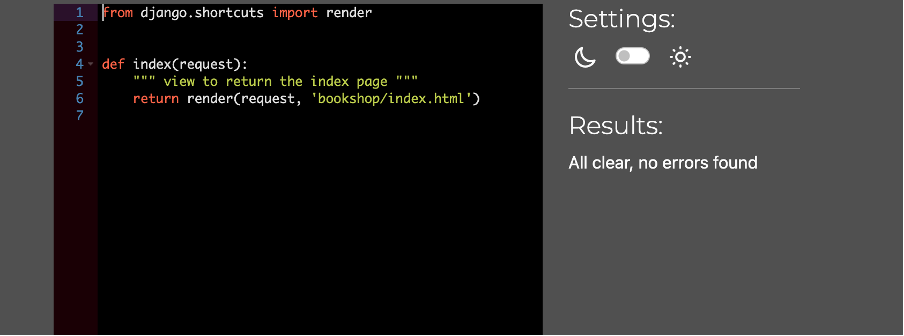 1 from django.shortcuts import render
2
3
4 def index(request):
5     """ view to return the index page """
6     return render(request, 'bookshop/index.html')
7
Settings:
Results:
All clear, no errors found